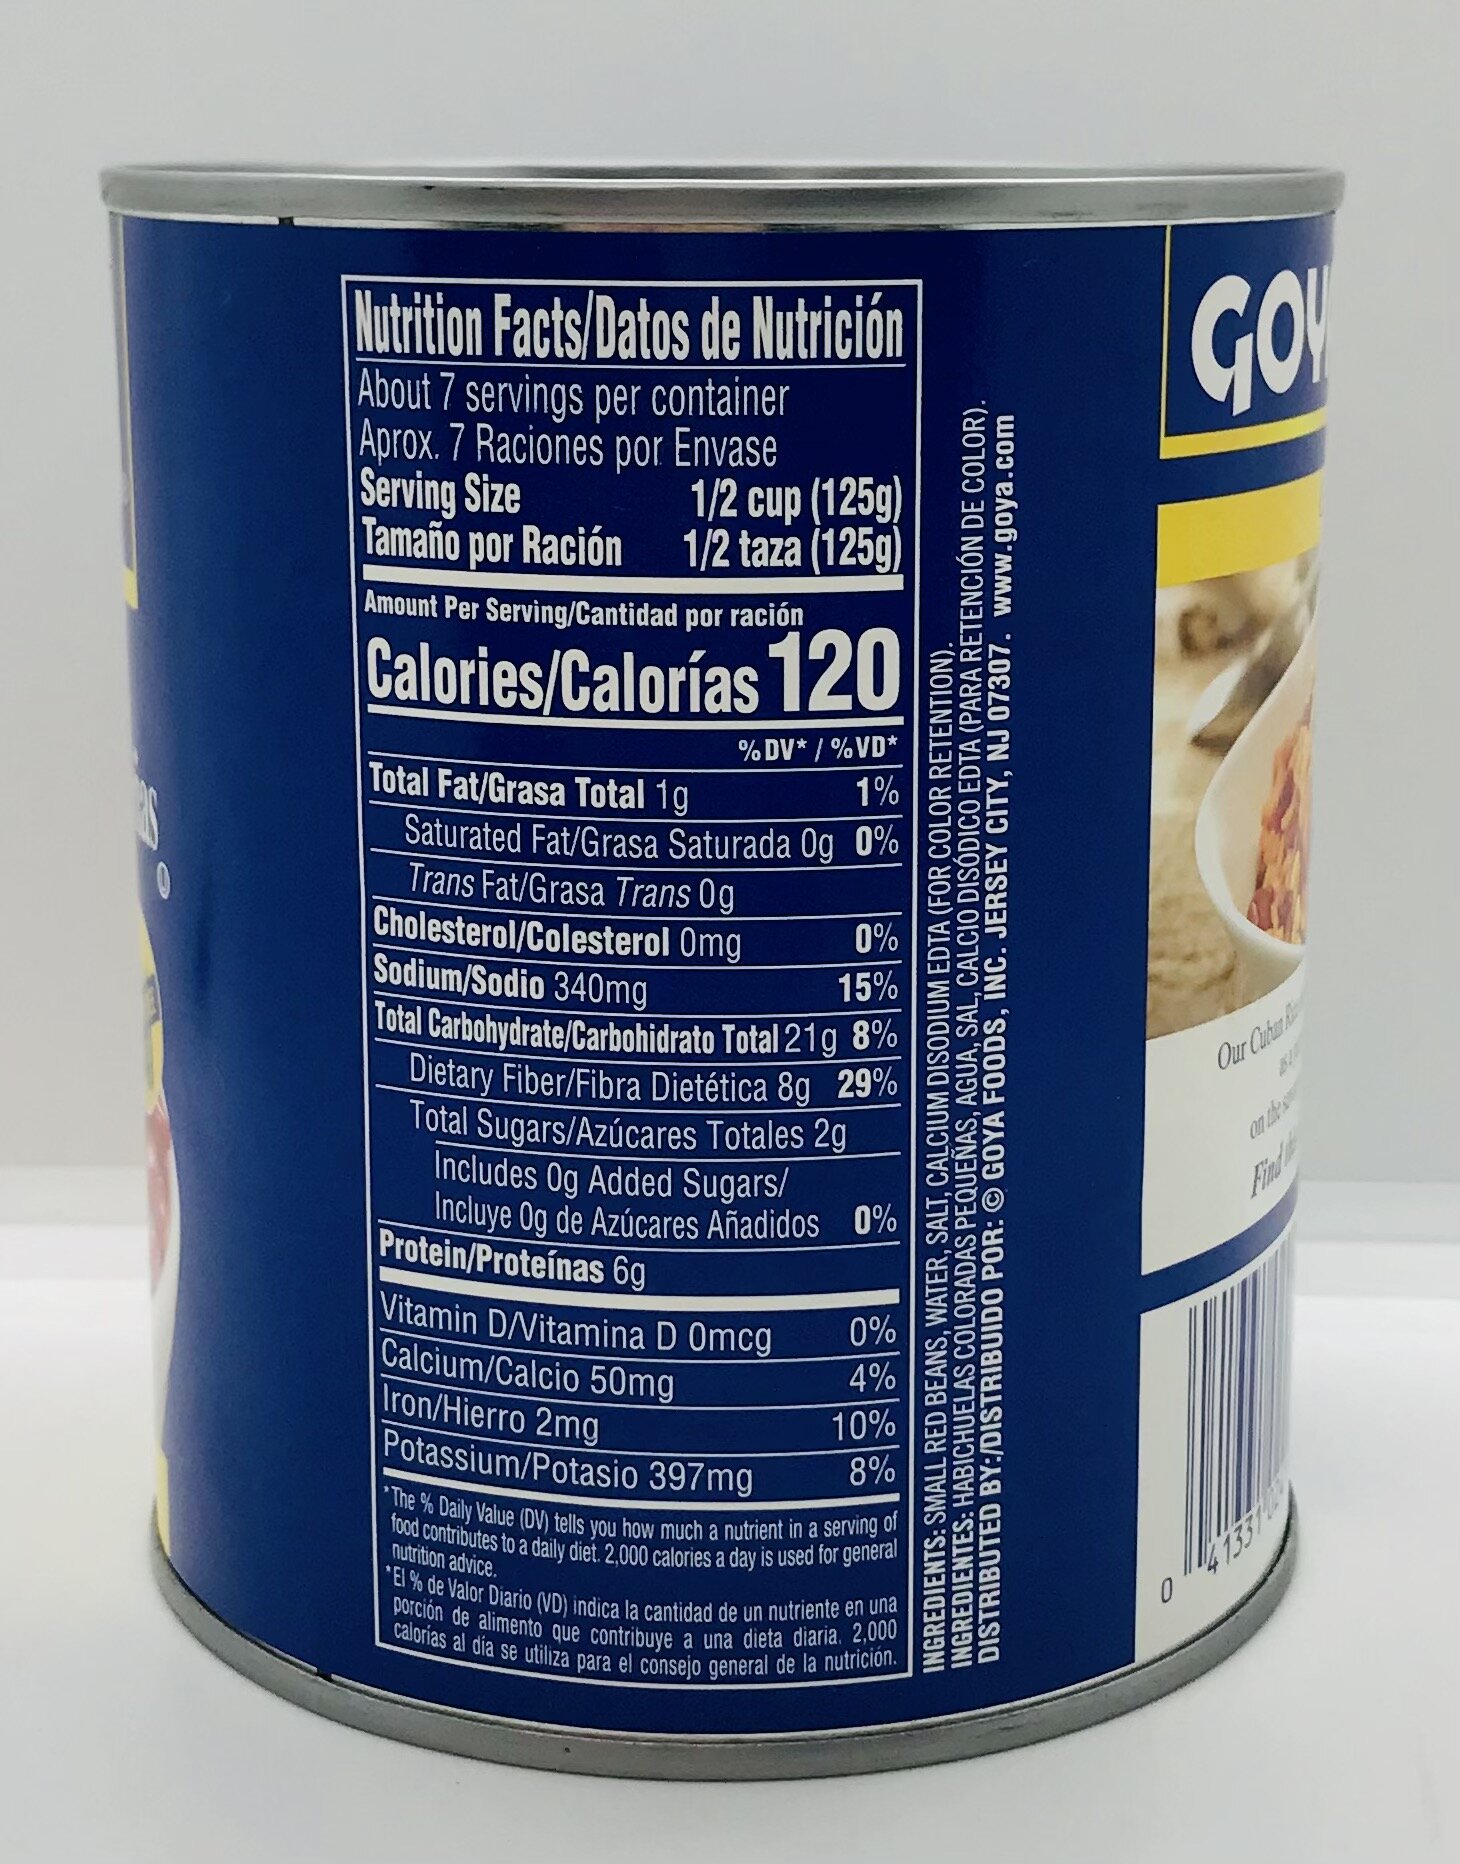 Nutrition Facts/Datos de Nutrición
About 7 servings per container
Aprox. 7 Raciones por Envase
Serving Size 1/2 cup (125g)
Tamaño por Ración 1/2 taza (125g)
Amount Per Serving/Cantidad por ración
Calories/Calorías 120
%DV* / %VD*
Total Fat/Grasa Total 1g 1%
Saturated Fat/Grasa Saturada 0g 0%
Trans Fat/Grasa Trans 0g
Cholesterol/Colesterol 0mg 0%
Sodium/Sodio 340mg 15%
Total Carbohydrate/Carbohidrato Total 21g 8%
Dietary Fiber/Fibra Dietética 8g 29%
Total Sugars/Azúcares Totales 2g
Includes 0g Added Sugars/
Incluye 0g de Azúcares Añadidos 0%
Protein/Proteínas 6g
Vitamin D/Vitamina D 0mcg 0%
Calcium/Calcio 50mg 4%
Iron/Hierro 2mg 10%
Potassium/Potasio 397mg 8%
*The % Daily Value (DV) tells you how much a nutrient in a serving of
food contributes to a daily diet. 2,000 calories a day is used for general
nutrition advice.
*El % de Valor Diario (VD) indica la cantidad de un nutriente en una
porción de alimento que contribuye a una dieta diaria. 2,000
calorías al día se utiliza para el consejo general de la nutrición.
INGREDIENTS: SMALL RED BEANS, WATER, SALT, CALCIUM DISODIUM EDTA (FOR COLOR RETENTION).
INGREDIENTES: HABICHUELAS COLORADAS PEQUEÑAS, AGUA, SAL, CALCIO DISÓDICO EDTA (PARA RETENCIÓN DE COLOR).
DISTRIBUTED BY:/DISTRIBUIDO POR: © GOYA FOODS, INC. JERSEY CITY, NJ 07307. www.goya.com
GOY
Our Cuban
on the
Find
0 41331